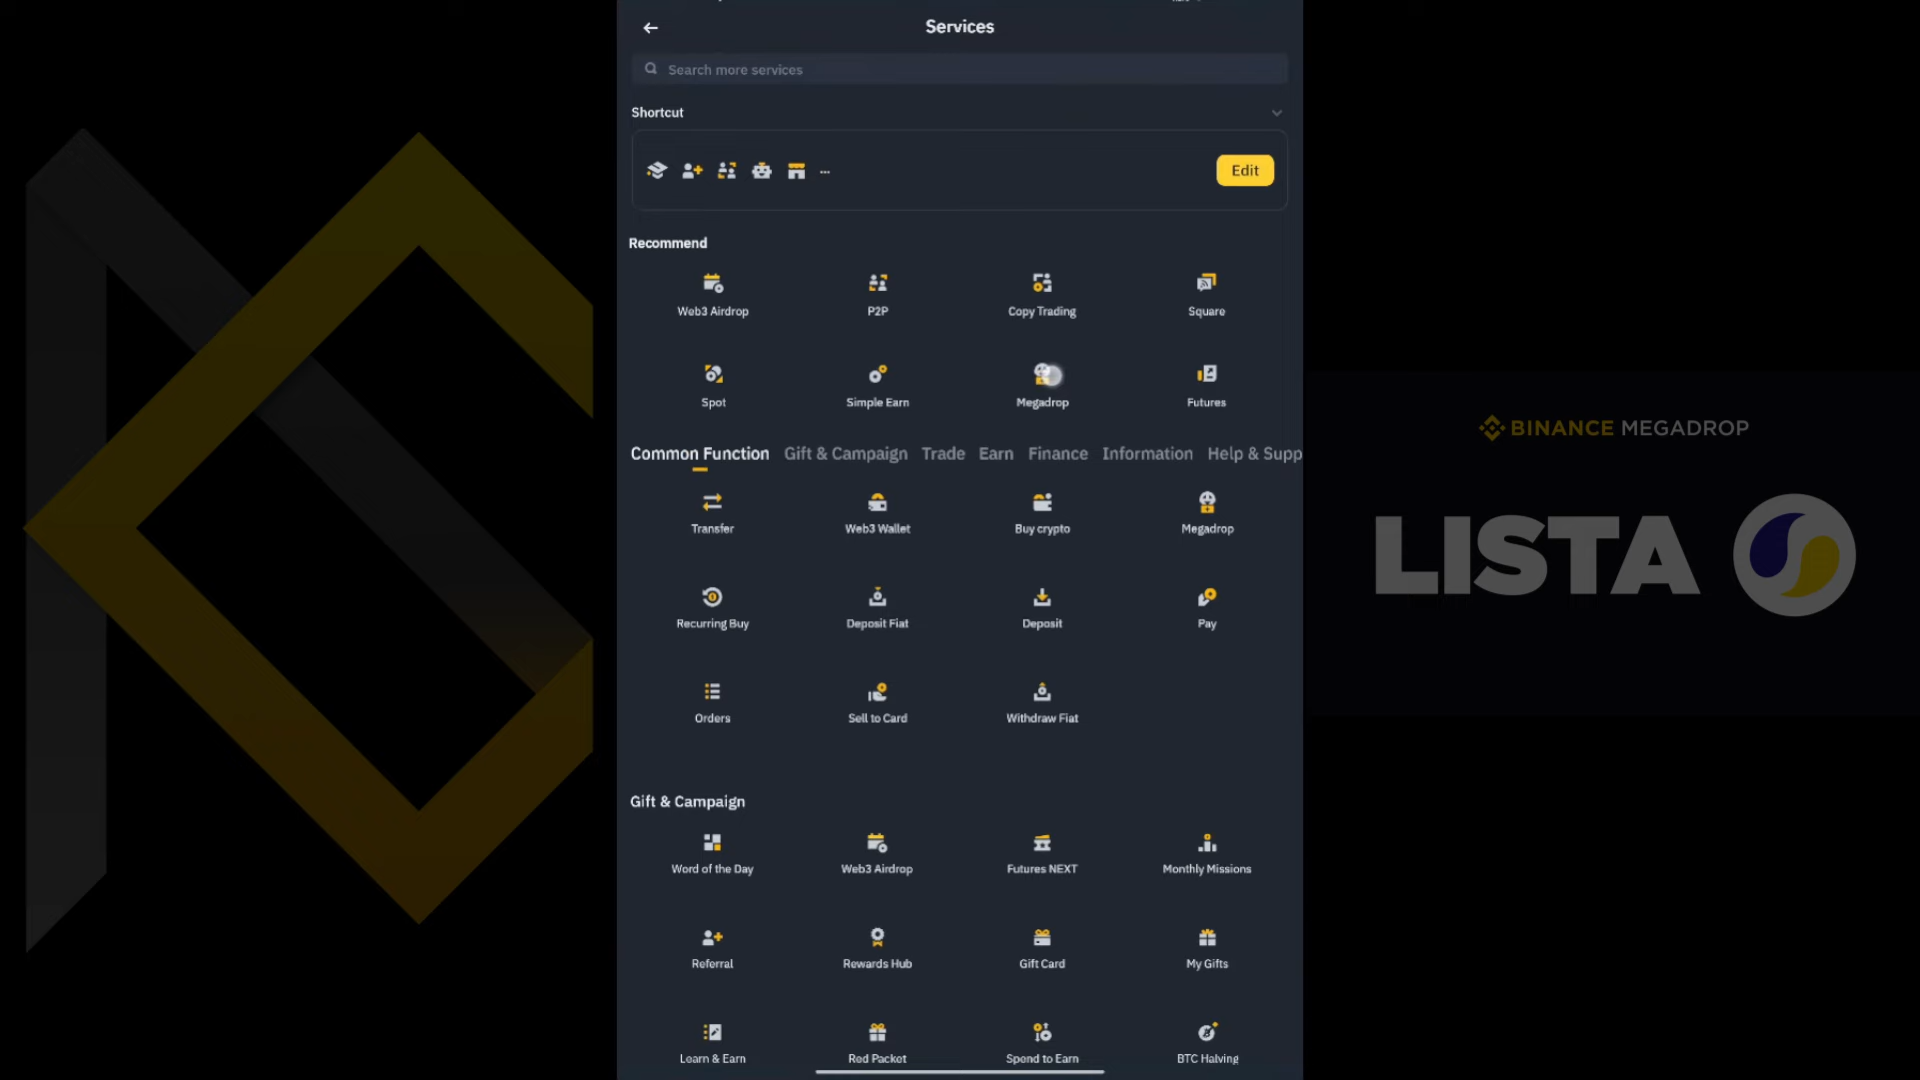 Services
Search more services
Shortcut
Edit
Recommend
Web3 Airdrop
P2P
Copy Trading
Square
Spot
Simple Earn
Megadrop
Futures
Common Function Gift & Campaign Trade Earn Finance Information Help & Supp
Transfer
Web3 Wallet
Buy crypto
Megadrop
Recurring Buy
Deposit Fiat
Deposit
Pay
Orders
Sell to Card
Withdraw Fiat
Gift & Campaign
Word of the Day
Web3 Airdrop
Futures NEXT
Monthly Missions
Referral
Rewards Hub
Gift Card
My Gifts
Learn & Earn
Red Packet
Spend to Earn
BTC Halving
BINANCE MEGADROP
LISTA